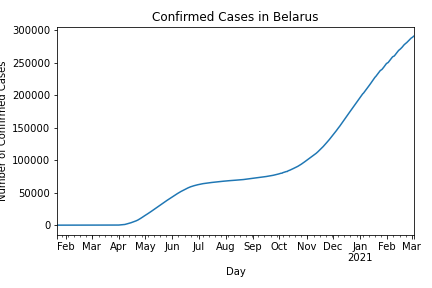 Confirmed Cases in Belarus
300000
250000
200000
150000
100000
50000
0
Number of Confirmed Cases
Feb Mar Apr May Jun Jul Aug Sep Oct Nov Dec Jan Feb Mar
2021
Day